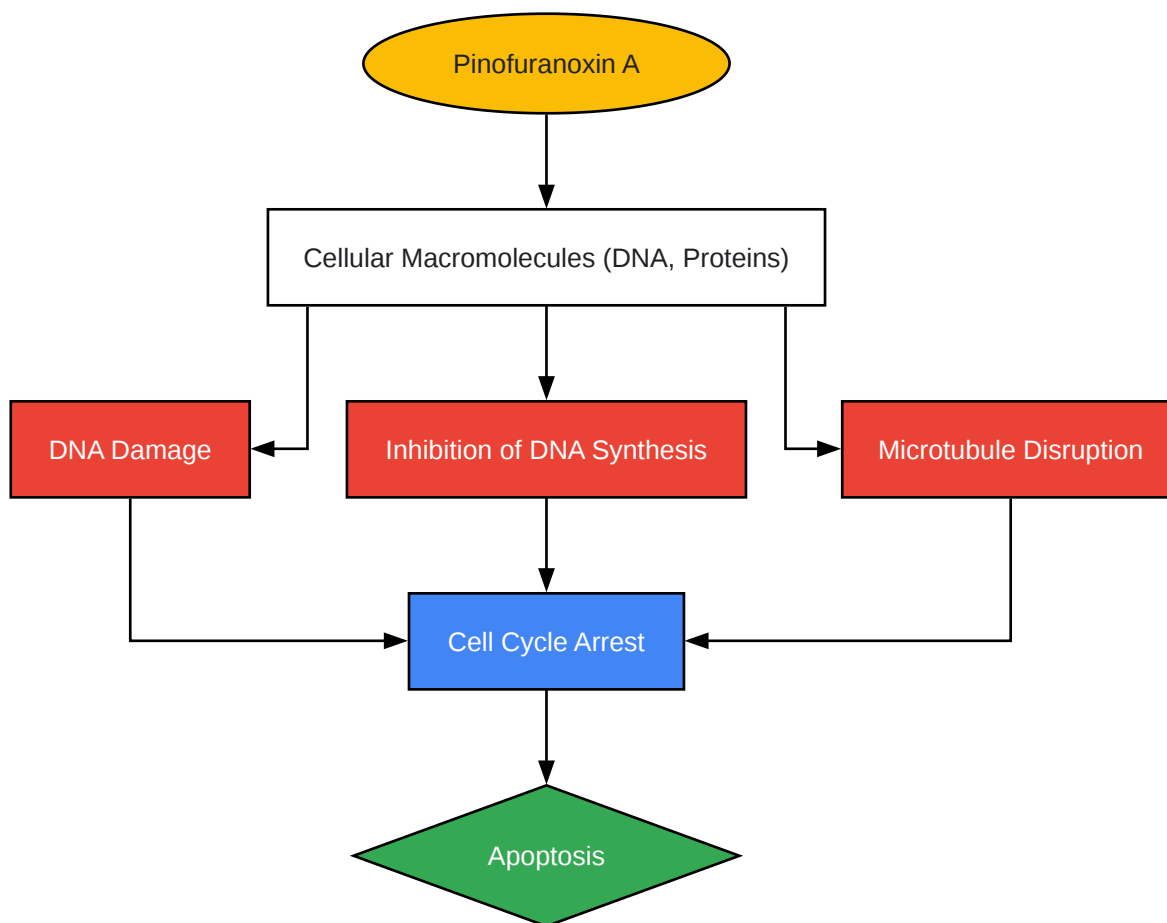 Pinofuranoxin A
Cellular Macromolecules (DNA, Proteins)
DNA Damage
Inhibition of DNA Synthesis
Microtubule Disruption
Cell Cycle Arrest
Apoptosis